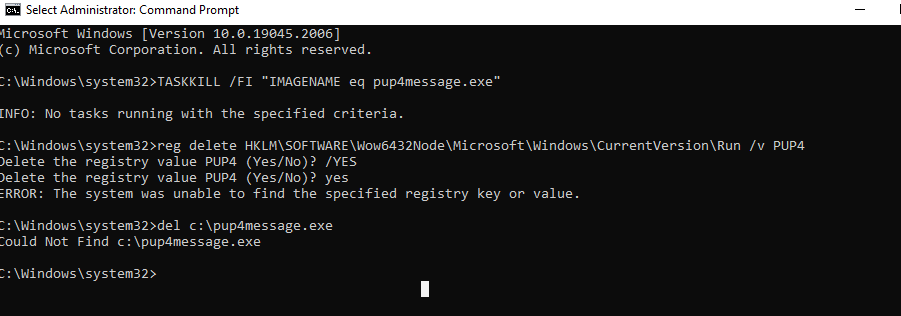 Select Administrator: Command Prompt
Microsoft Windows [Version 10.0.19045.2006]
(c) Microsoft Corporation. All rights reserved.
C:\Windows\system32>TASKKILL /FI "IMAGENAME eq pup4message.exe"
INFO: No tasks running with the specified criteria.
C:\Windows\system32>reg delete HKLM\SOFTWARE\Wow6432Node\Microsoft\Windows\CurrentVersion\Run /v PUP4
Delete the registry value PUP4 (Yes/No)? /YES
Delete the registry value PUP4 (Yes/No)? yes
ERROR: The system was unable to find the specified registry key or value.
C:\Windows\system32>del c:\pup4message.exe
Could Not Find c:\pup4message.exe
C:\Windows\system32>